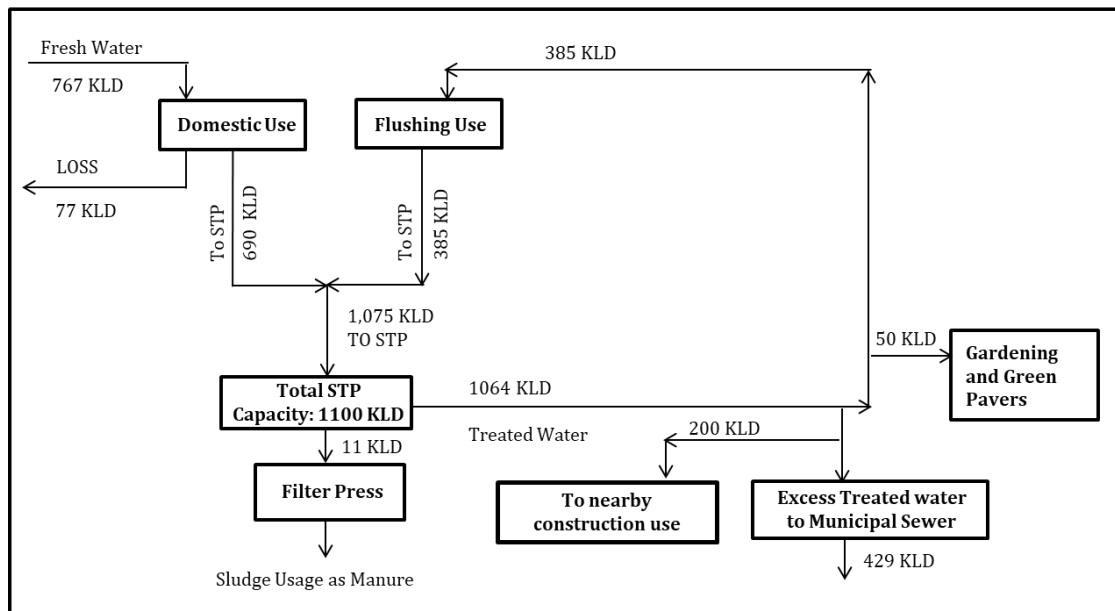 Fresh Water
767 KLD
385 KLD
Domestic Use
Flushing Use
LOSS
77 KLD
To STP
690 KLD
To STP
385 KLD
1,075 KLD
TO STP
50 KLD
Gardening
and Green
Pavers
Total STP
Capacity: 1100 KLD
1064 KLD
Treated Water
200 KLD
11 KLD
Filter Press
To nearby
construction use
Excess Treated water
to Municipal Sewer
429 KLD
Sludge Usage as Manure